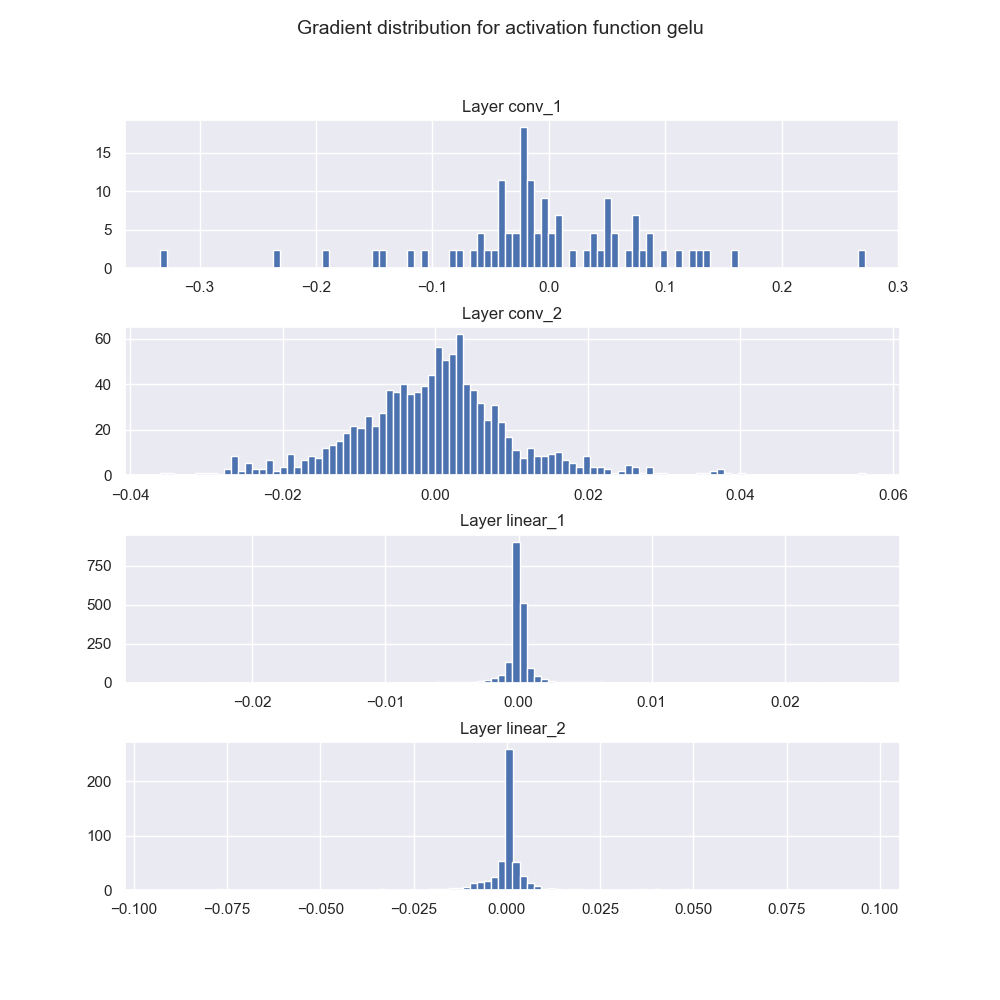 Gradient distribution for activation function gelu
Layer conv_1
15
10
5
0
−0.3 −0.2 −0.1 0.0 0.1 0.2 0.3
Layer conv_2
60
40
20
0
−0.04 −0.02 0.00 0.02 0.04 0.06
Layer linear_1
750
500
250
0
−0.02 −0.01 0.00 0.01 0.02
Layer linear_2
200
100
0
−0.100 −0.075 −0.050 −0.025 0.000 0.025 0.050 0.075 0.100